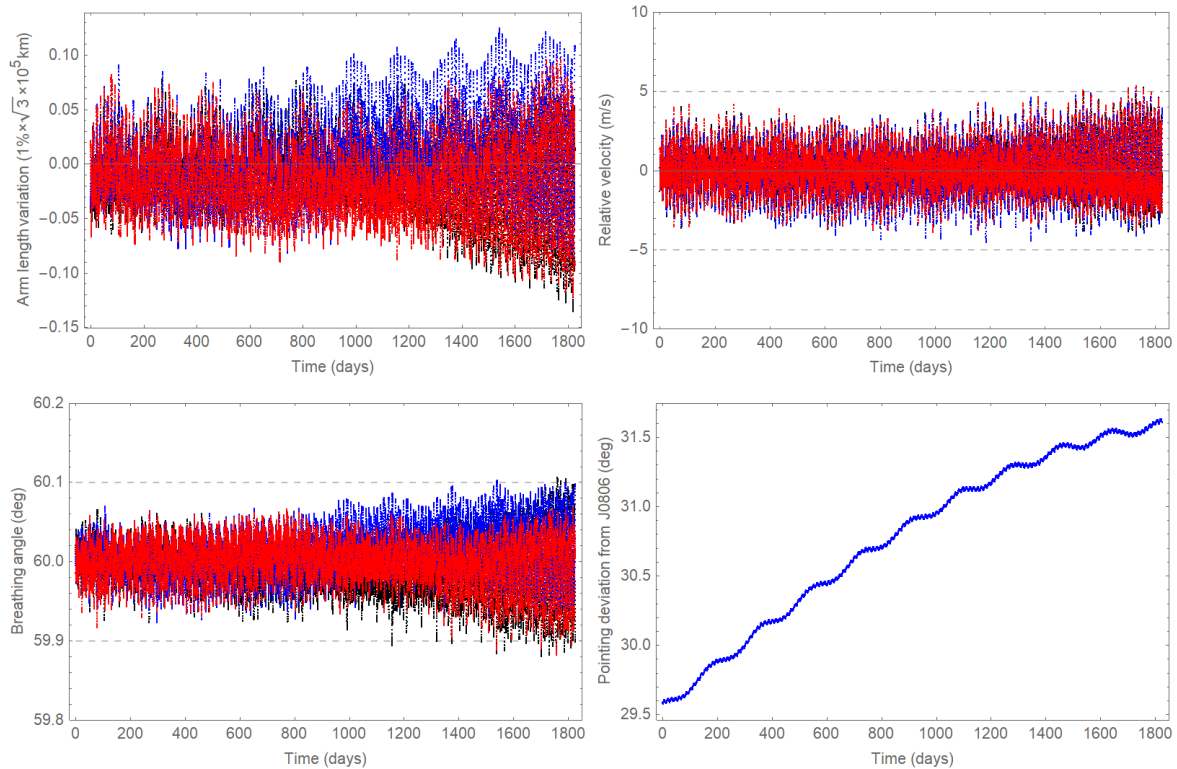 Arm length variation (1%×√3 ×10^5 km)
0.10
0.05
0.00
−0.05
−0.10
−0.15
0 200 400 600 800 1000 1200 1400 1600 1800
Time (days)
Relative velocity (m/s)
10
5
0
−5
−10
0 200 400 600 800 1000 1200 1400 1600 1800
Time (days)
Breathing angle (deg)
60.2
60.1
60.0
59.9
59.8
0 200 400 600 800 1000 1200 1400 1600 1800
Time (days)
Pointing deviation from J0806 (deg)
31.5
31.0
30.5
30.0
29.5
0 200 400 600 800 1000 1200 1400 1600 1800
Time (days)